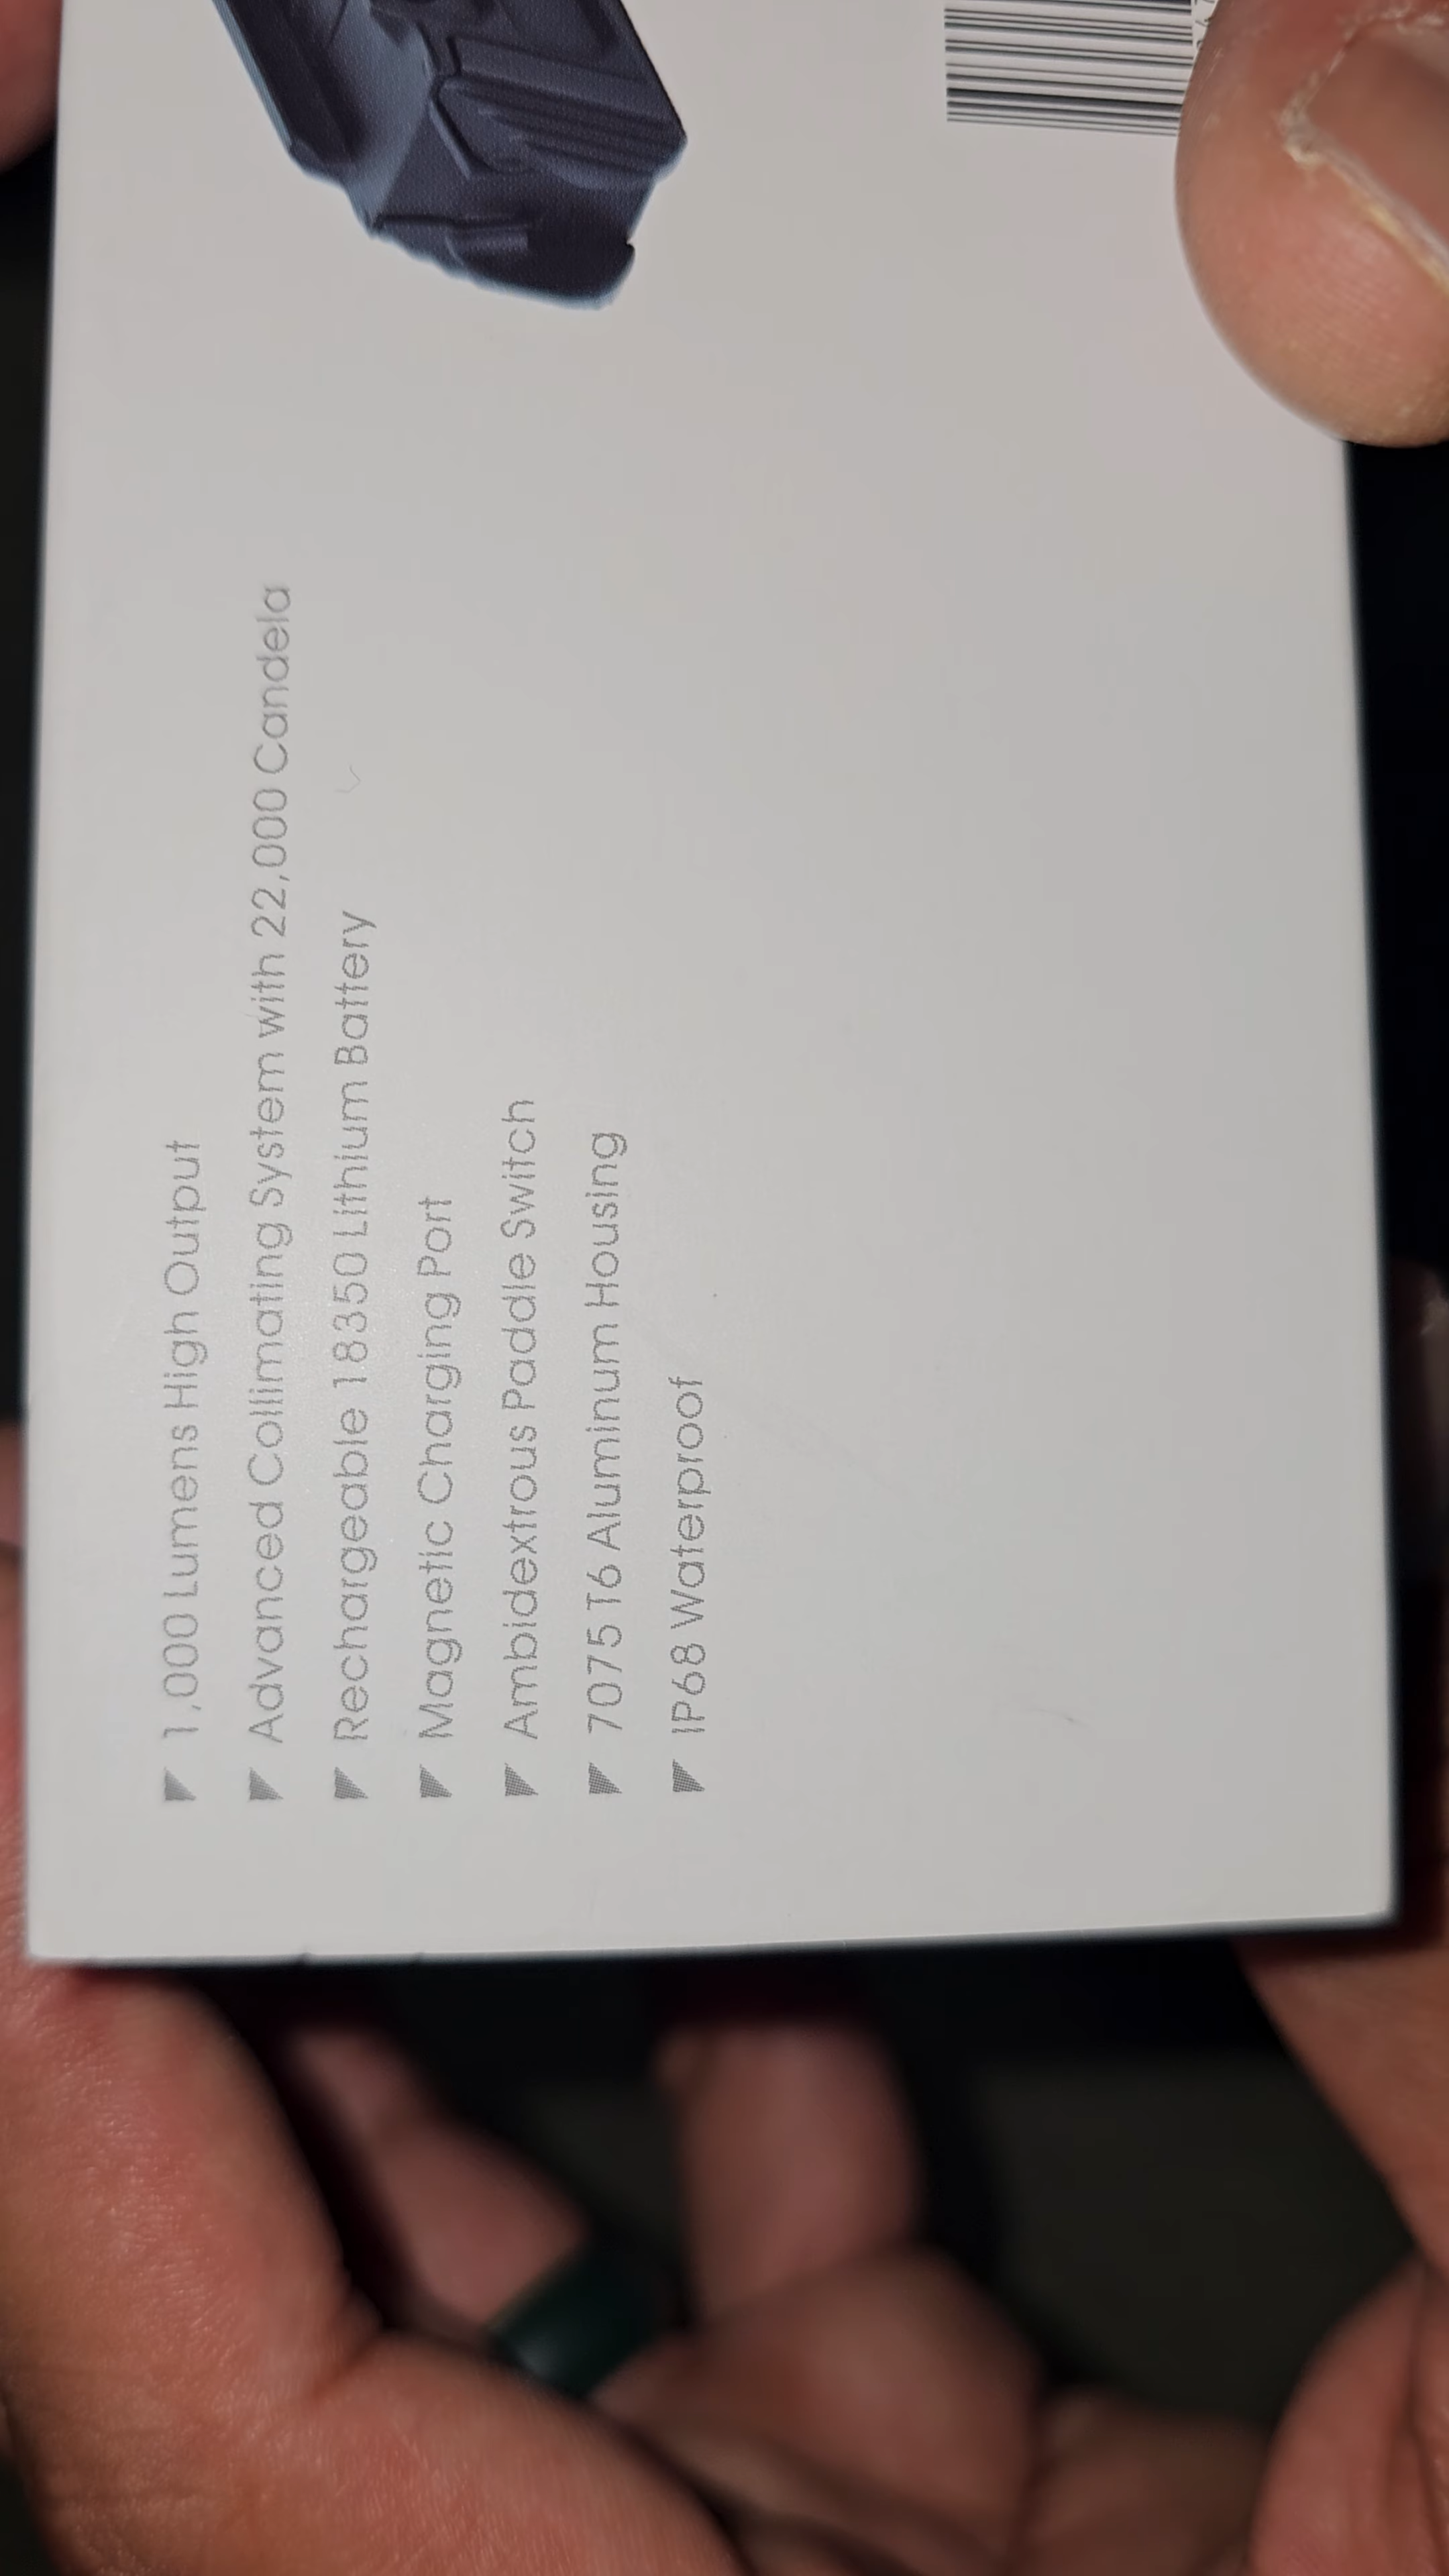 1,000 Lumens High Output
Advanced Collimating System with 22,000 Candela
Rechargeable 18350 Lithium Battery
Magnetic Charging Port
Ambidextrous Paddle Switch
7075 T6 Aluminum Housing
IP68 Waterproof